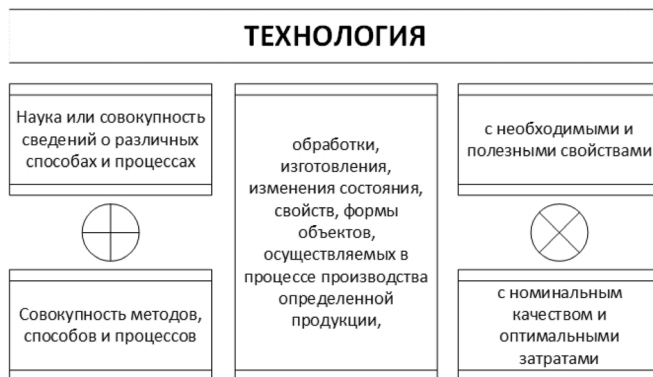 ТЕХНОЛОГИЯ
Наука или совокупность
сведений о различных
способах и процессах
Совокупность методов,
способов и процессов
обработки,
изготовления,
изменения состояния,
свойств, формы
объектов,
осуществляемых в
процессе производства
определенной
продукции,
с необходимыми и
полезными свойствами
с номинальным
качеством и
оптимальными
затратами